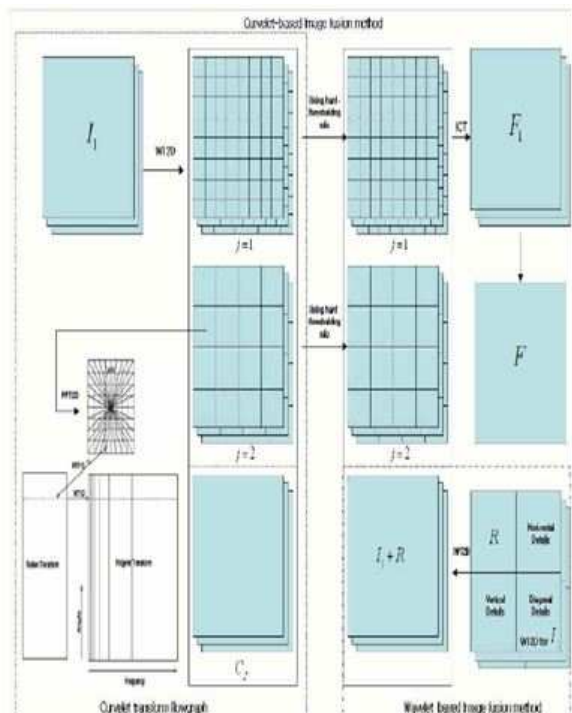 Curvelet-based image fusion method
I₁
WT2D
j=1
Using hard-
thresholding
rule
j=1
ICT
F₁
j=2
Using hard-
thresholding
rule
j=2
F
Radon Transform
Ridgelet Transform
Frequency
I₁ + R
R
Horizontal
Details
Vertical
Details
Diagonal
Details
WT2D for I
Curvelet transform flowgraph
Wavelet based image fusion method